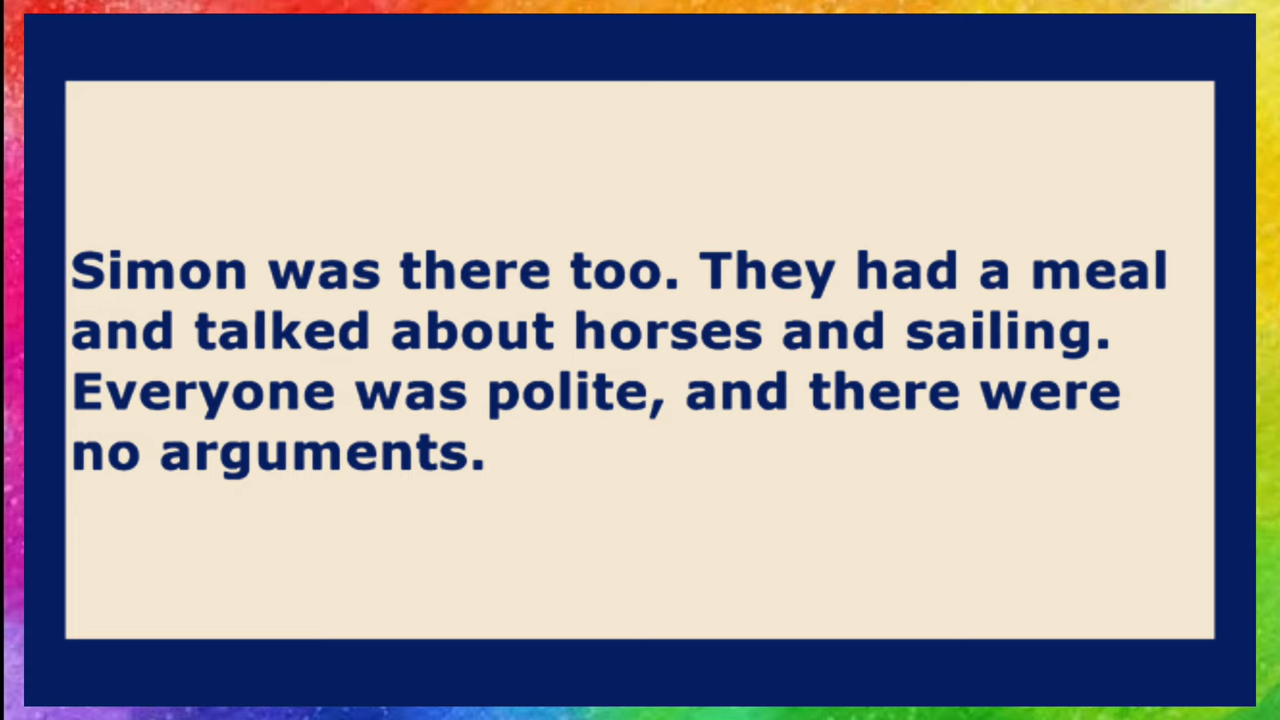 Simon was there too. They had a meal
and talked about horses and sailing.
Everyone was polite, and there were
no arguments.